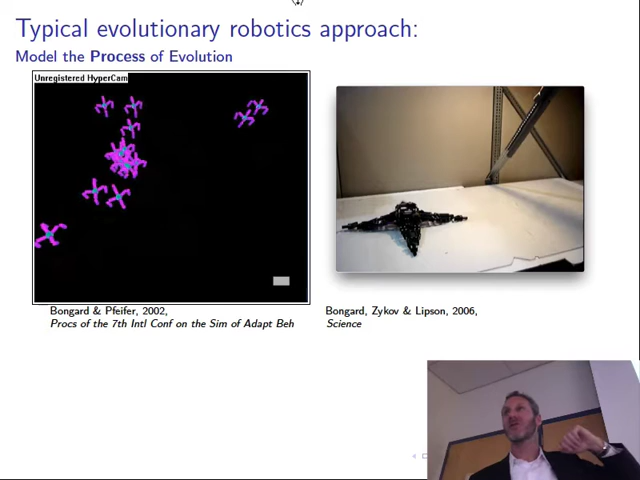 Typical evolutionary robotics approach:
Model the Process of Evolution
Unregistered HyperCam
Bongard & Pfeifer, 2002,
Procs of the 7th Intl Conf on the Sim of Adapt Beh
Bongard, Zykov & Lipson, 2006,
Science